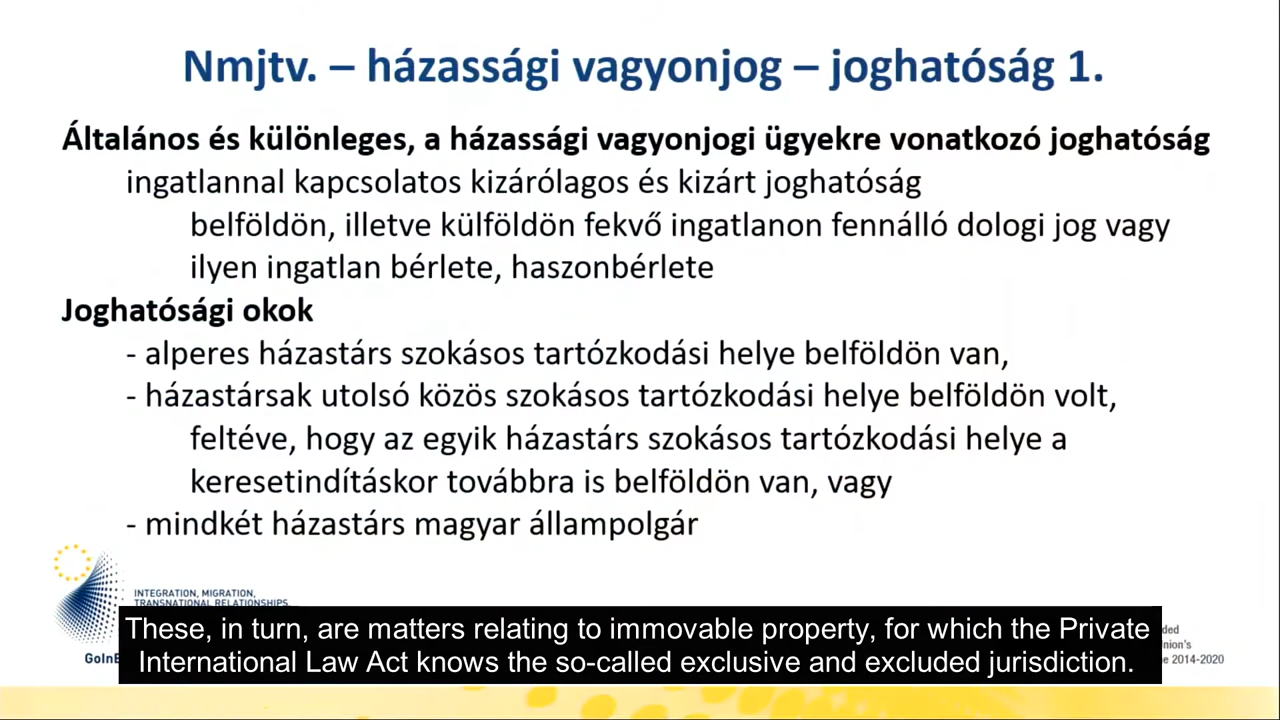 Nmjtv. – házassági vagyonjog – joghatóság 1.
Általános és különleges, a házassági vagyonjogi ügyekre vonatkozó joghatóság
ingatlannal kapcsolatos kizárólagos és kizárt joghatóság
belföldön, illetve külföldön fekvő ingatlanon fennálló dologi jog vagy
ilyen ingatlan bérlete, haszonbérlete
Joghatósági okok
- alperes házastárs szokásos tartózkodási helye belföldön van,
- házastársak utolsó közös szokásos tartózkodási helye belföldön volt,
feltéve, hogy az egyik házastárs szokásos tartózkodási helye a
keresetindításkor továbbra is belföldön van, vagy
- mindkét házastárs magyar állampolgár
INTEGRATION, MIGRATION,
TRANSNATIONAL RELATIONSHIPS.
These, in turn, are matters relating to immovable property, for which the Private
International Law Act knows the so-called exclusive and excluded jurisdiction.
2014-2020